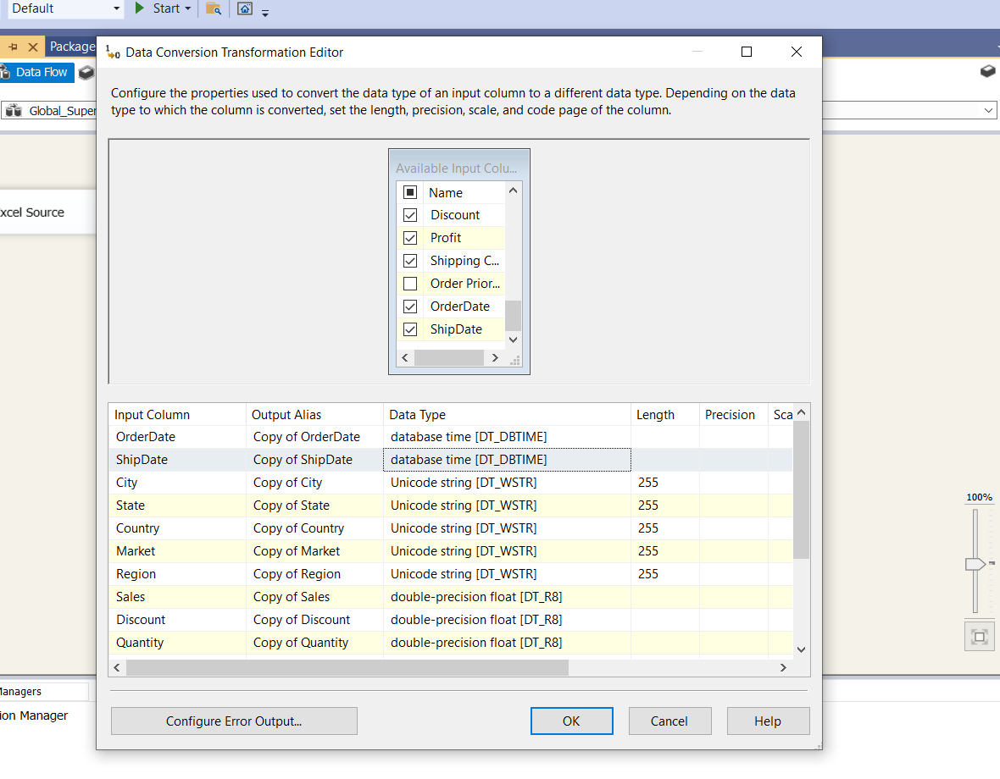 Default Start
Package
Data Conversion Transformation Editor
Data Flow
Configure the properties used to convert the data type of an input column to a different data type. Depending on the data
type to which the column is converted, set the length, precision, scale, and code page of the column.
Global_Super
Available Input Colu...
Name
Discount
Profit
Shipping C...
Order Prior...
OrderDate
ShipDate
xcel Source
Input Column Output Alias Data Type Length Precision Sca
OrderDate Copy of OrderDate database time [DT_DBTIME]
ShipDate Copy of ShipDate database time [DT_DBTIME]
City Copy of City Unicode string [DT_WSTR] 255
State Copy of State Unicode string [DT_WSTR] 255
Country Copy of Country Unicode string [DT_WSTR] 255
Market Copy of Market Unicode string [DT_WSTR] 255
Region Copy of Region Unicode string [DT_WSTR] 255
Sales Copy of Sales double-precision float [DT_R8]
Discount Copy of Discount double-precision float [DT_R8]
Quantity Copy of Quantity double-precision float [DT_R8]
100%
Managers
ion Manager
Configure Error Output... OK Cancel Help